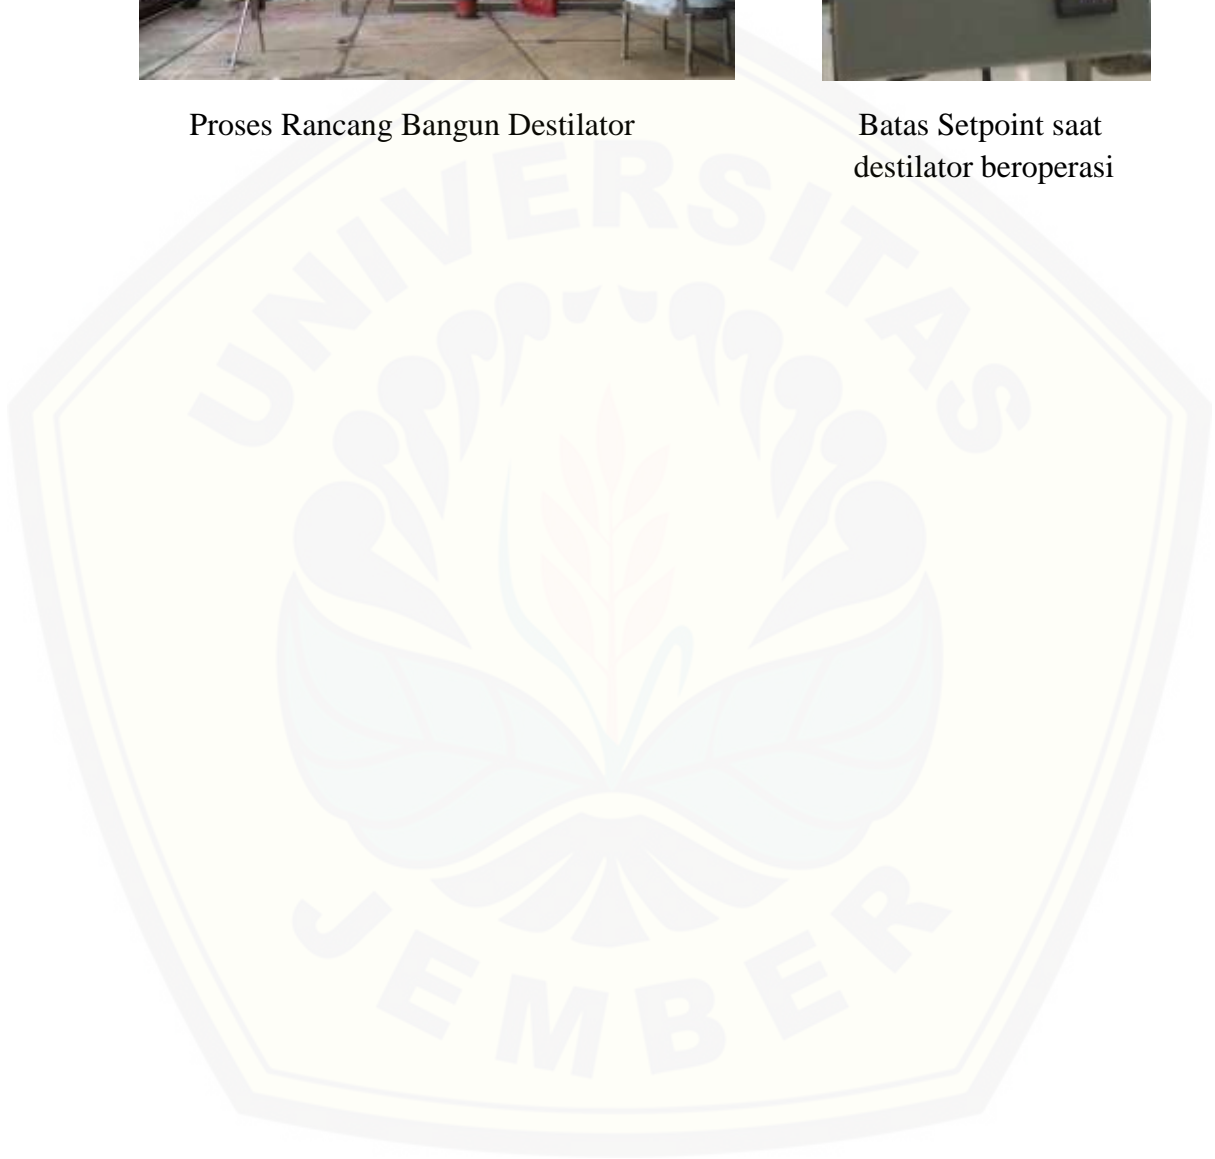 Proses Rancang Bangun Destilator
Batas Setpoint saat
destilator beroperasi
UNIVERSITAS
JEMBER